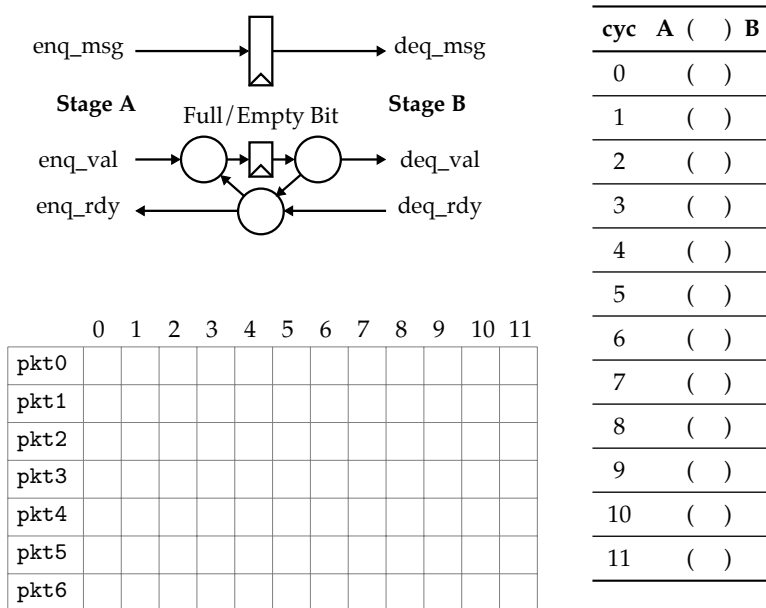 enq_msg deq_msg
Stage A Full/Empty Bit Stage B
enq_val deq_val
enq_rdy deq_rdy
0 1 2 3 4 5 6 7 8 9 10 11
pkt0
pkt1
pkt2
pkt3
pkt4
pkt5
pkt6
cyc A ( ) B
0 ( )
1 ( )
2 ( )
3 ( )
4 ( )
5 ( )
6 ( )
7 ( )
8 ( )
9 ( )
10 ( )
11 ( )